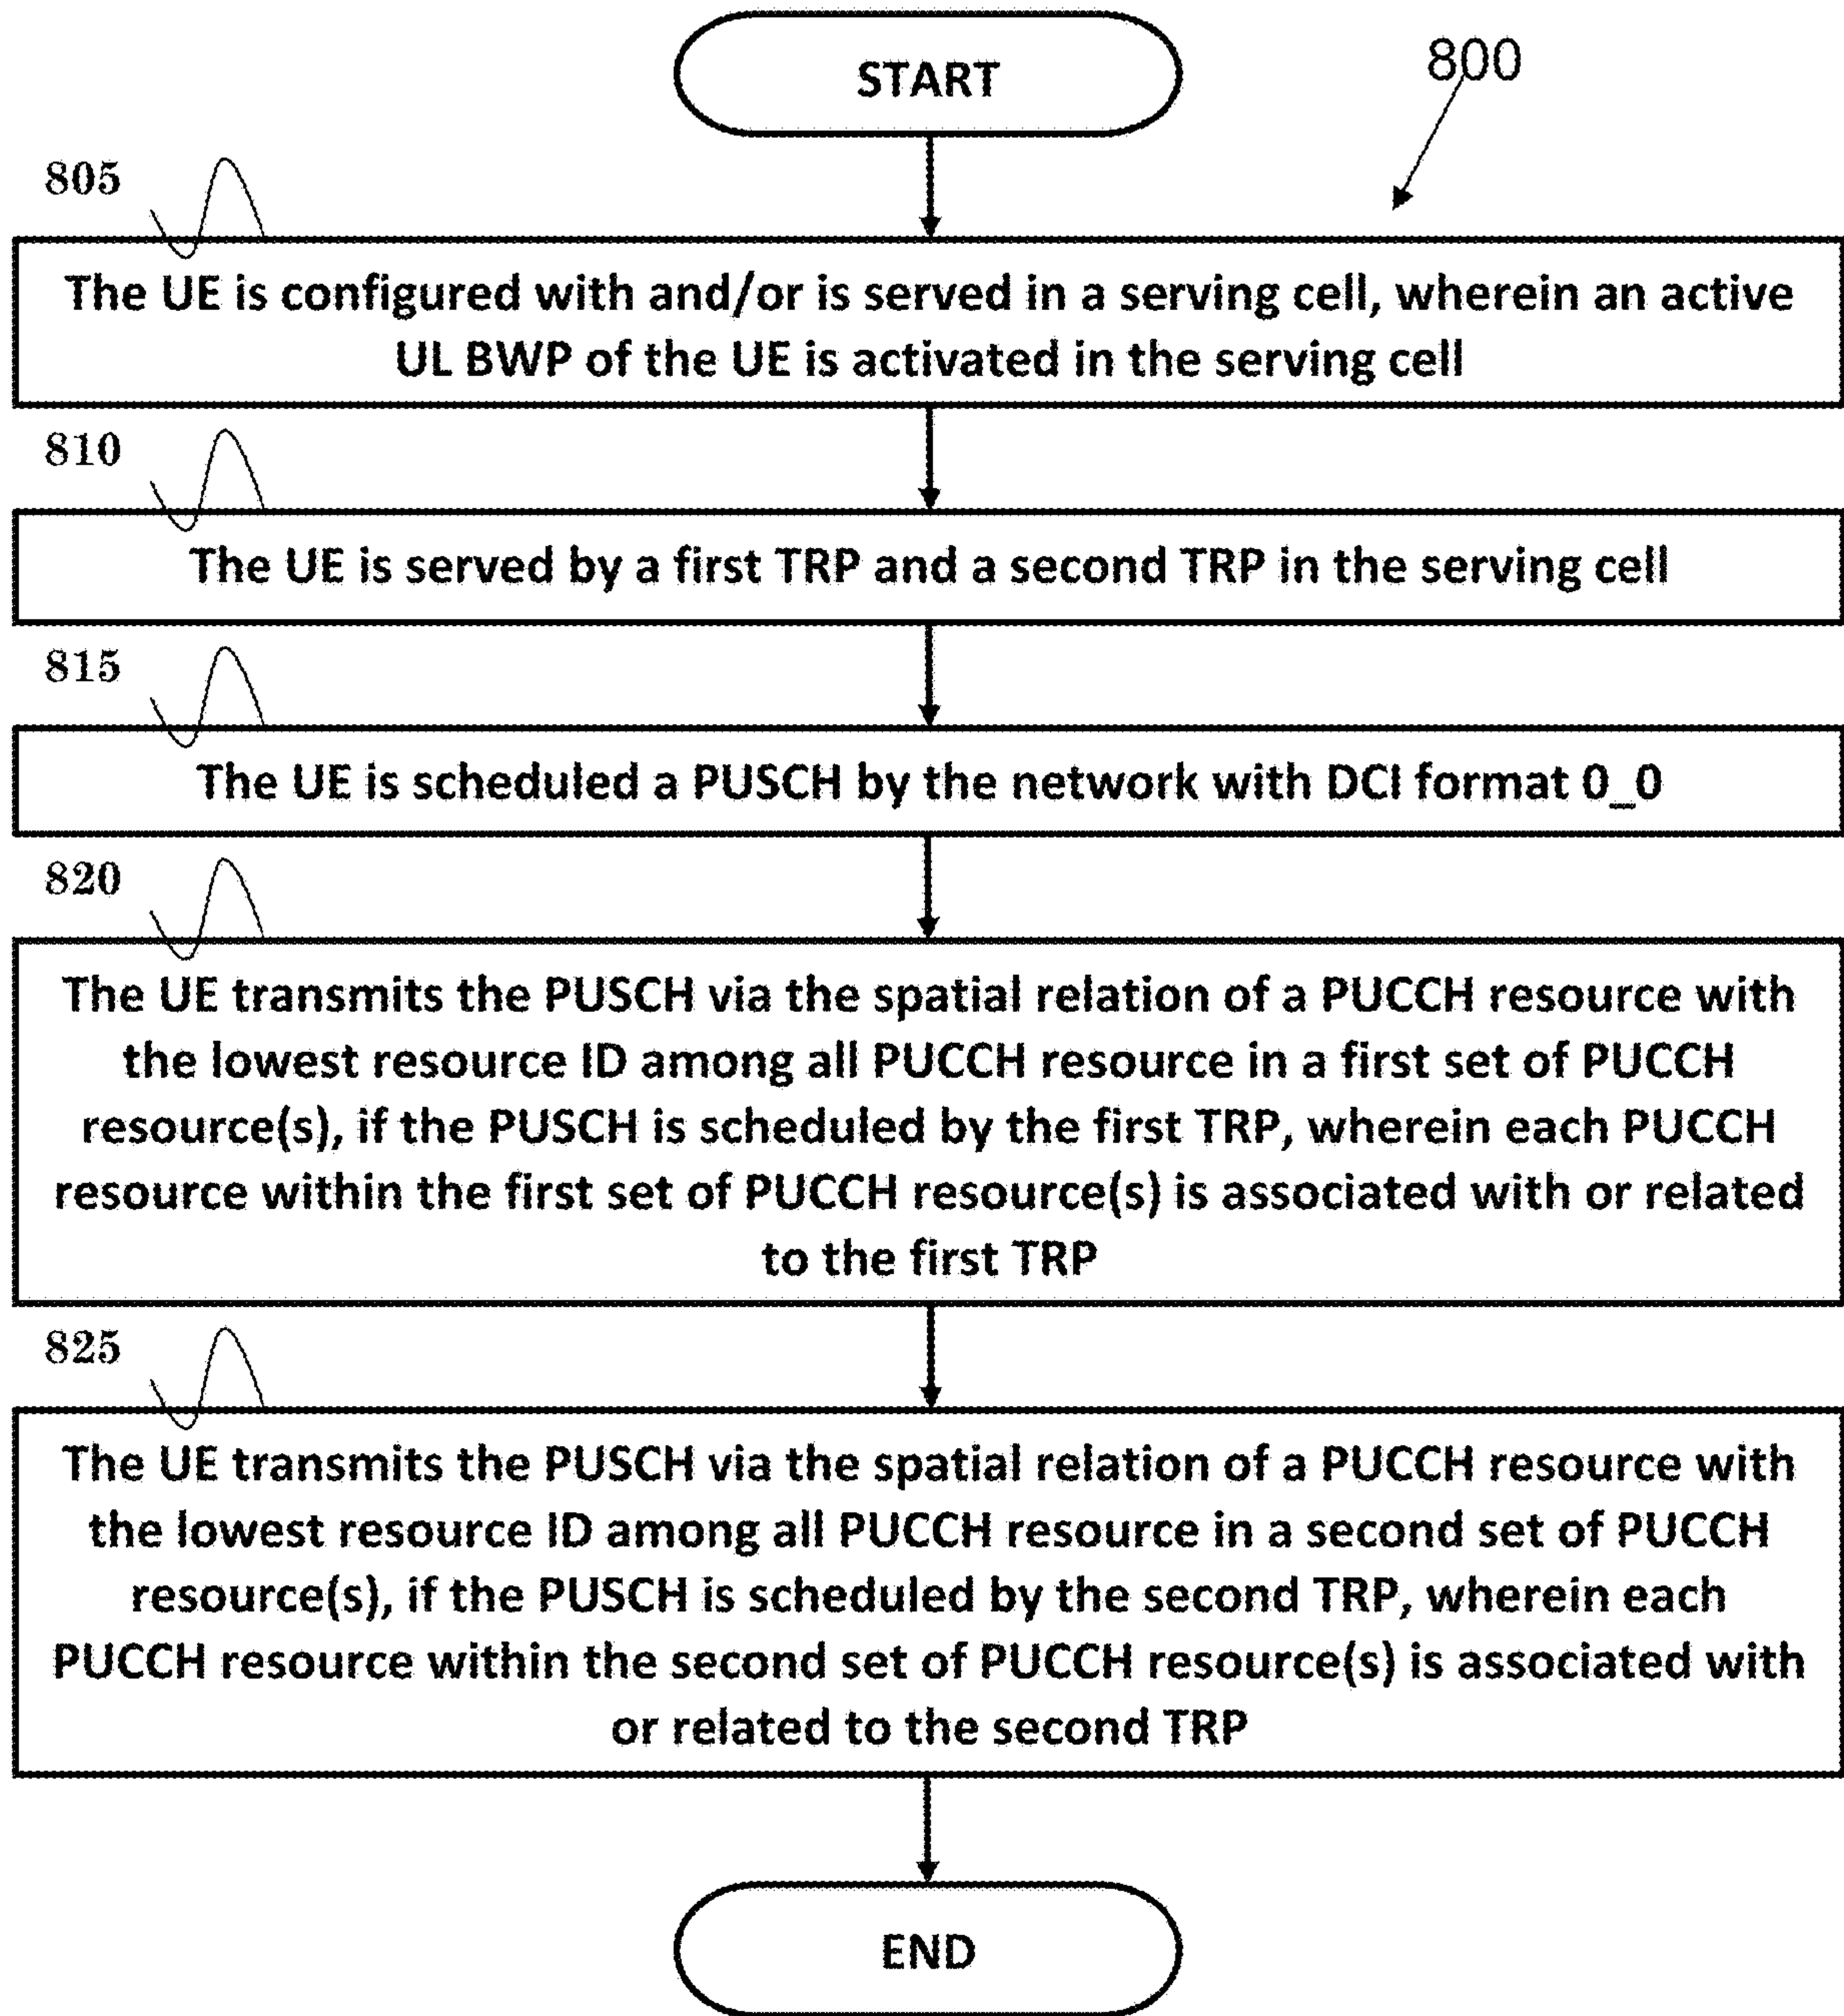 START
800
805
The UE is configured with and/or is served in a serving cell, wherein an active
UL BWP of the UE is activated in the serving cell
810
The UE is served by a first TRP and a second TRP in the serving cell
815
The UE is scheduled a PUSCH by the network with DCI format 0_0
820
The UE transmits the PUSCH via the spatial relation of a PUCCH resource with
the lowest resource ID among all PUCCH resource in a first set of PUCCH
resource(s), if the PUSCH is scheduled by the first TRP, wherein each PUCCH
resource within the first set of PUCCH resource(s) is associated with or related
to the first TRP
825
The UE transmits the PUSCH via the spatial relation of a PUCCH resource with
the lowest resource ID among all PUCCH resource in a second set of PUCCH
resource(s), if the PUSCH is scheduled by the second TRP, wherein each
PUCCH resource within the second set of PUCCH resource(s) is associated with
or related to the second TRP
END